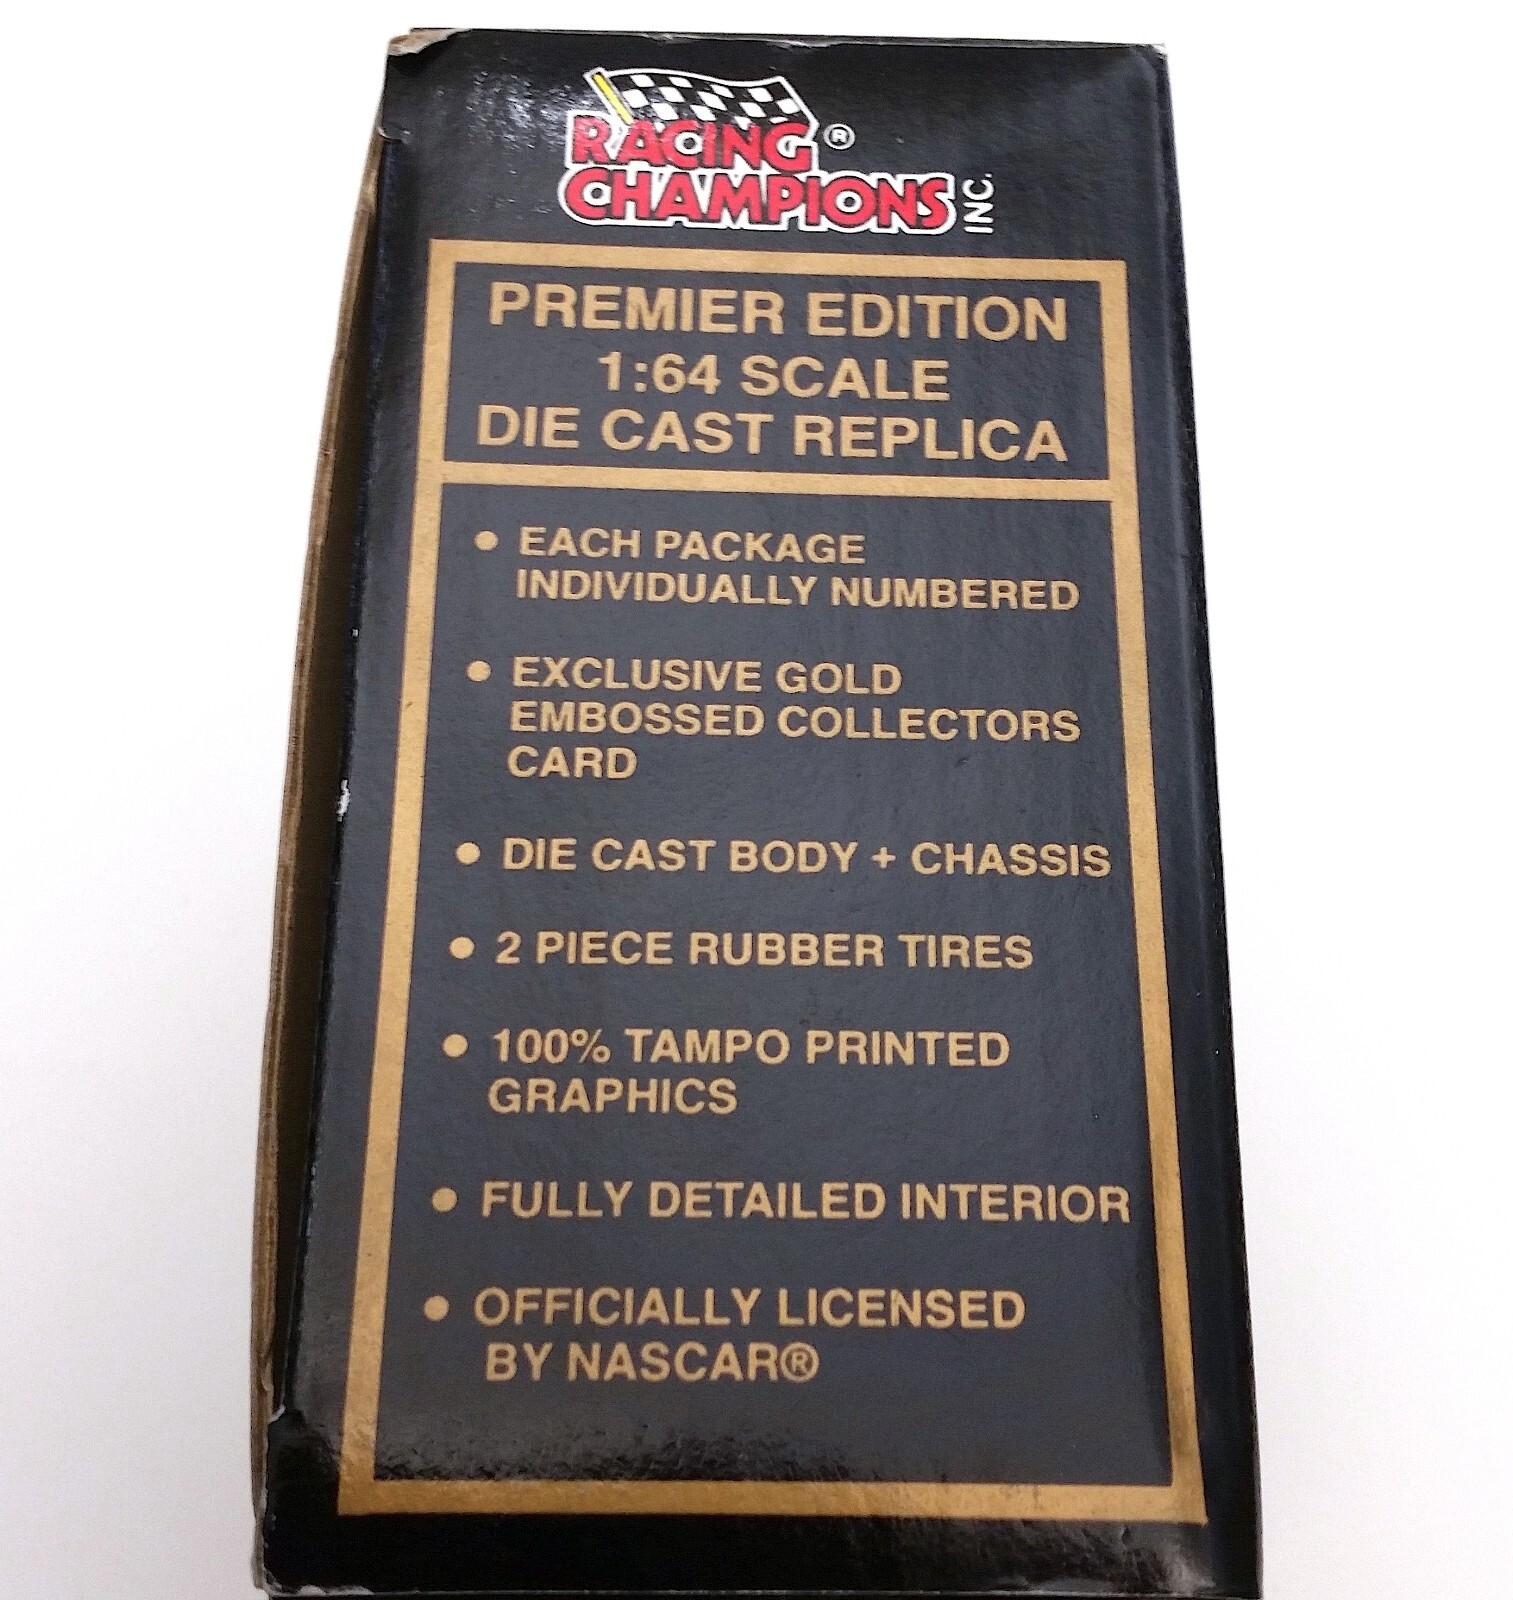 RACING ®
CHAMPIONS INC.
PREMIER EDITION
1:64 SCALE
DIE CAST REPLICA
• EACH PACKAGE
INDIVIDUALLY NUMBERED
• EXCLUSIVE GOLD
EMBOSSED COLLECTORS
CARD
• DIE CAST BODY + CHASSIS
• 2 PIECE RUBBER TIRES
• 100% TAMPO PRINTED
GRAPHICS
• FULLY DETAILED INTERIOR
• OFFICIALLY LICENSED
BY NASCAR®